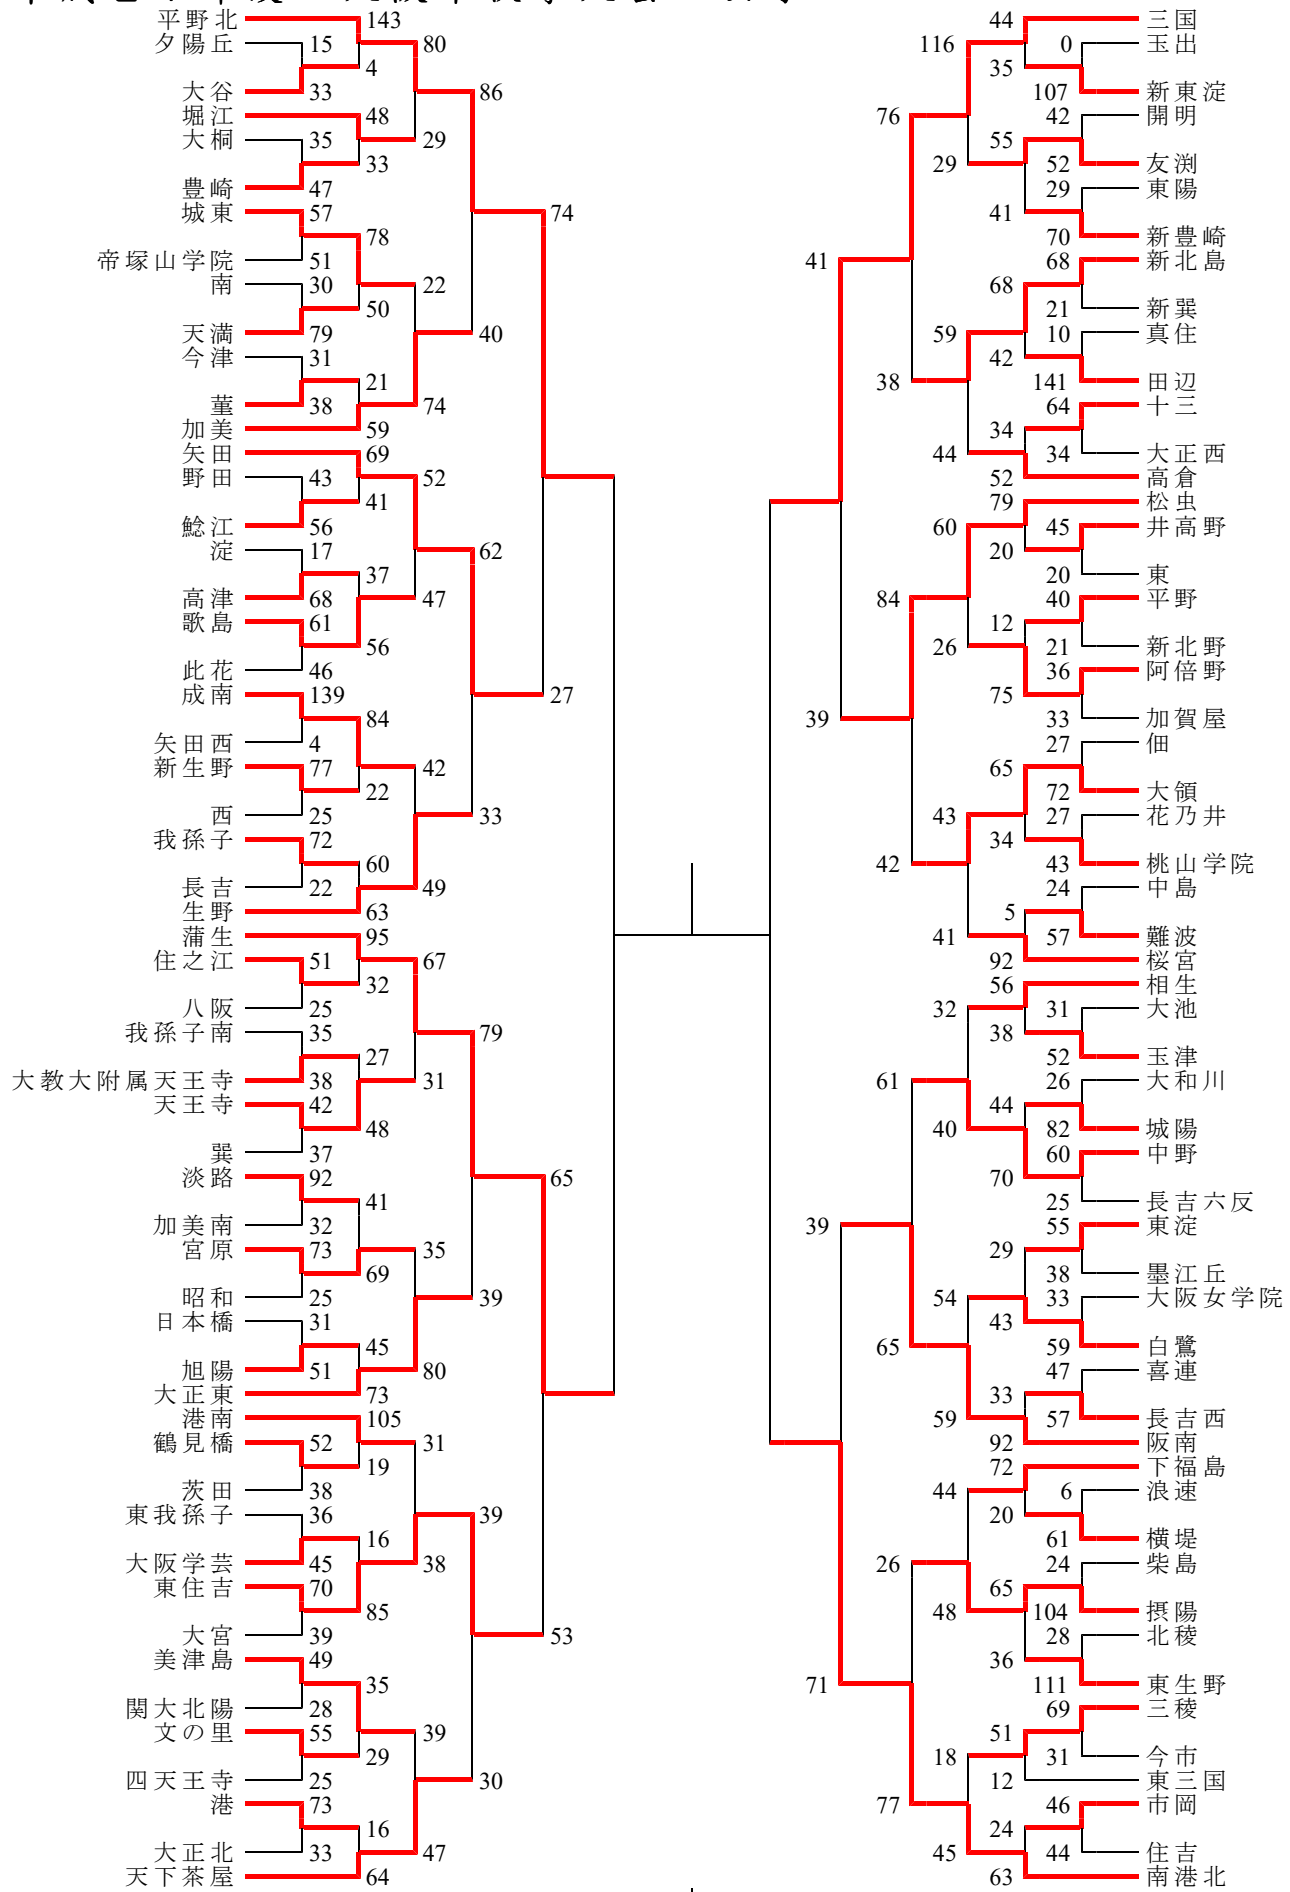 平野北 143 44 三国
夕陽丘 15 80 116 0 玉出
4 35
大谷 33 86 107 新東淀
堀江 48 76 42 開明
大桐 35 29 55
33 29 52 友渕
豊崎 47 29 東陽
城東 57 74 41
78 70 新豊崎
帝塚山学院 51 41 68 新北島
南 30 22 68
50 21 新巽
天満 79 40 59 10 真住
今津 31 42
21 38 141 田辺
菫 38 74 64 十三
加美 59 34
矢田 69 44 34 大正西
野田 43 52 52 高倉
41 79 松虫
鯰江 56 60 45 井高野
淀 17 62 20
37 20 東
高津 68 47 84 40 平野
歌島 61 12
56 26 21 新北野
此花 46 36 阿倍野
成南 139 27 75
84 39 33 加賀屋
矢田西 4 27 佃
新生野 77 42 65
22 72 大領
西 25 33 43 27 花乃井
我孫子 72 34
60 42 43 桃山学院
長吉 22 49 24 中島
生野 63 5
蒲生 95 41 57 難波
住之江 51 67 92 桜宮
32 56 相生
八阪 25 32 31 大池
我孫子南 35 79 38
27 52 玉津
大教大附属天王寺 38 31 61 26 大和川
天王寺 42 44
48 40 82 城陽
巽 37 60 中野
淡路 92 65 70
41 25 長吉六反
加美南 32 39 55 東淀
宮原 73 35 29
69 38 墨江丘
昭和 25 39 54 33 大阪女学院
日本橋 31 43
45 65 59 白鷺
旭陽 51 80 47 喜連
大正東 73 33
港南 105 59 57 長吉西
鶴見橋 52 31 92 阪南
19 72 下福島
茨田 38 44 6 浪速
東我孫子 36 39 20
16 61 横堤
大阪学芸 45 38 26 24 柴島
東住吉 70 65
85 48 104 摂陽
大宮 39 53 28 北稜
美津島 49 36
35 71 111 東生野
関大北陽 28 69 三稜
文の里 55 39 51
29 18 31 今市
四天王寺 25 30 12 東三国
港 73 77 46 市岡
16 24
大正北 33 47 45 44 住吉
天下茶屋 64 63 南港北